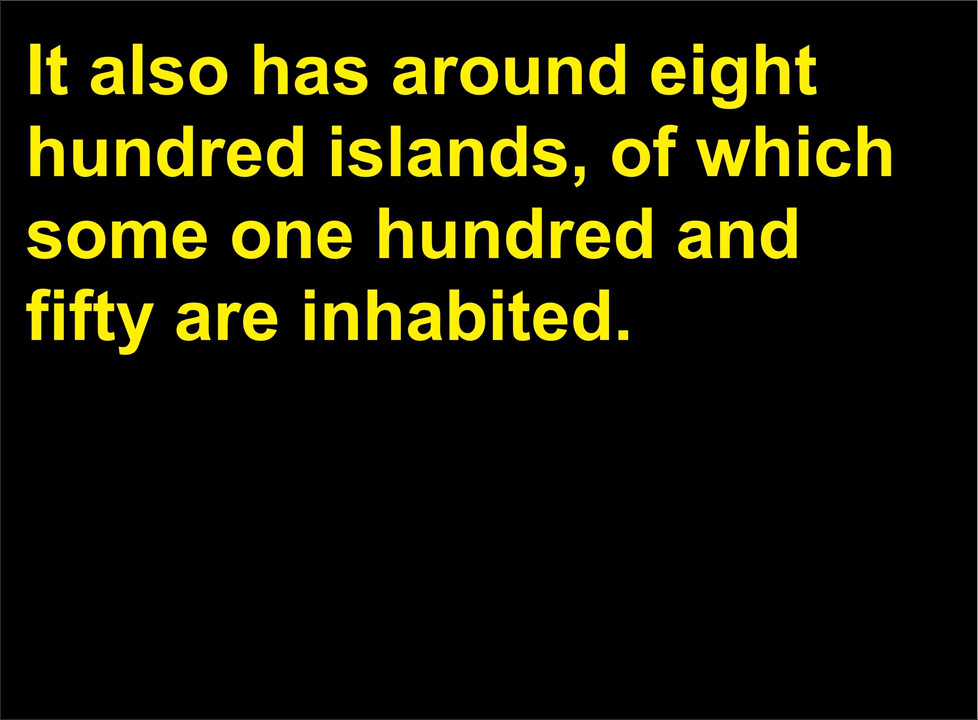 It also has around eight
hundred islands, of which
some one hundred and
fifty are inhabited.